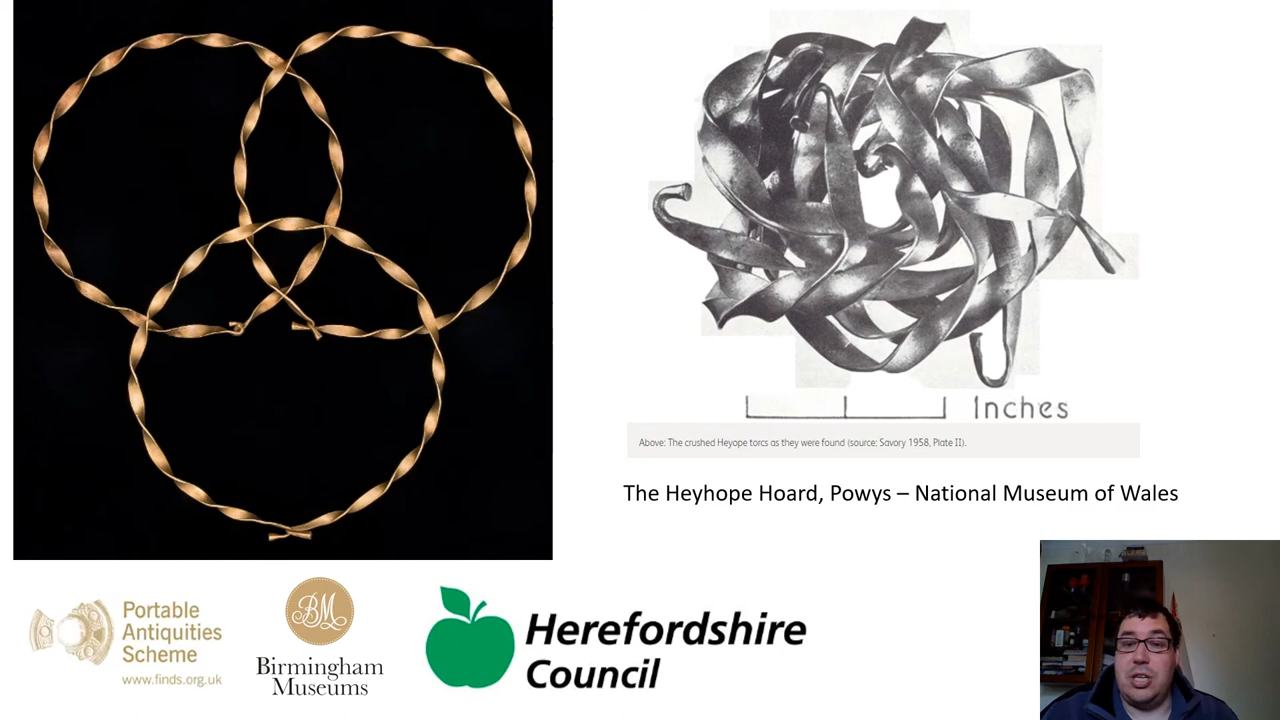 Inches
Above: The crushed Heyope torcs as they were found (source: Savory 1958, Plate II).
The Heyhope Hoard, Powys – National Museum of Wales
Portable
Antiquities
Scheme
www.finds.org.uk
BM
Birmingham
Museums
Herefordshire
Council